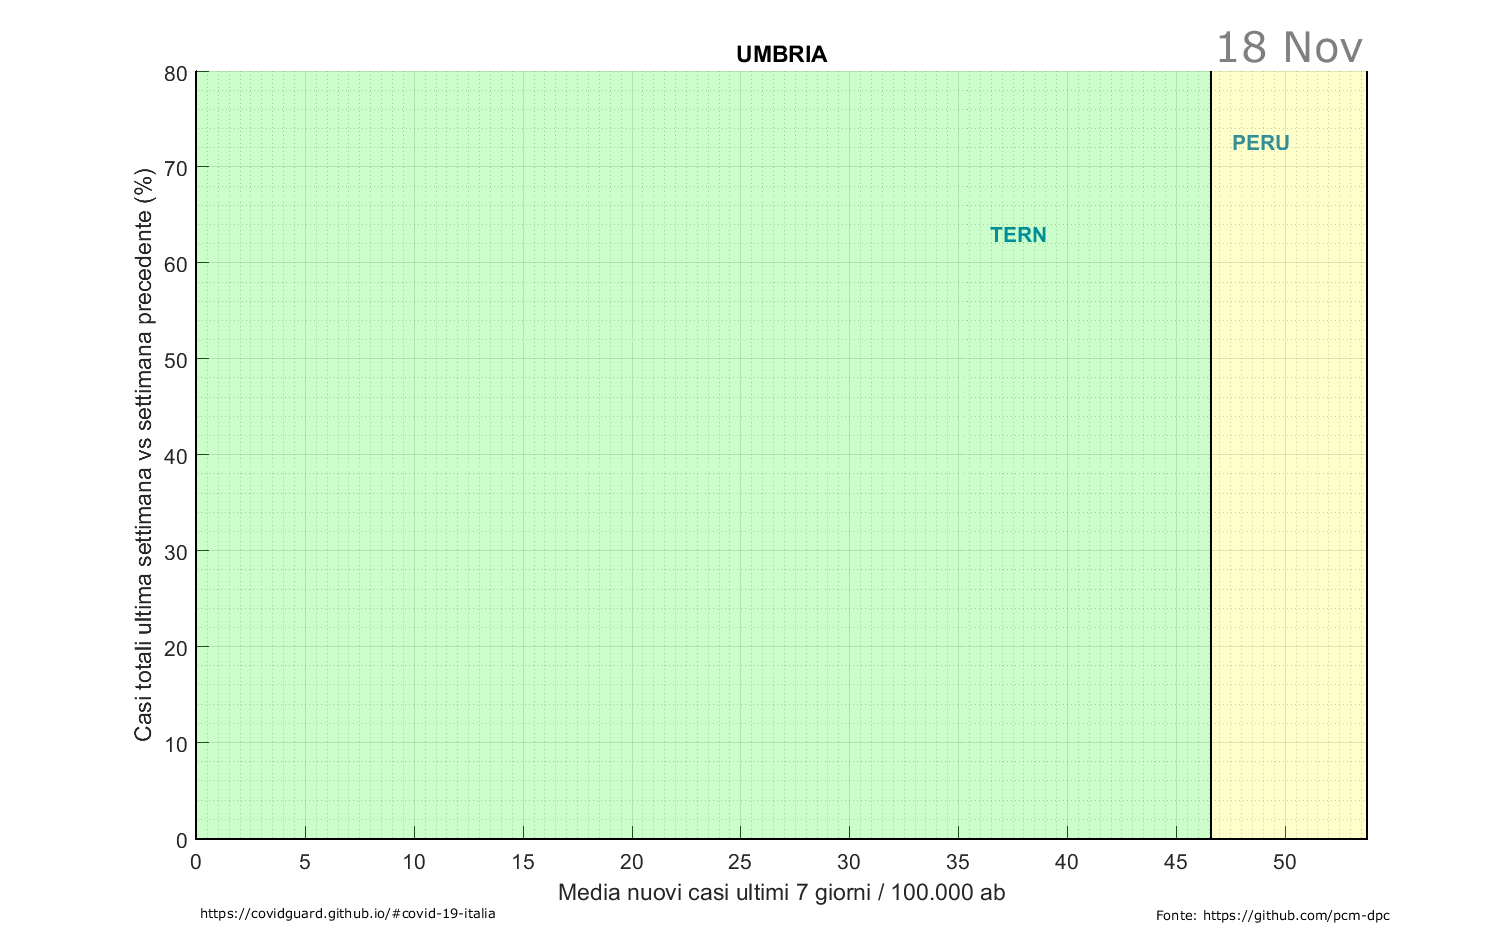 18 Nov
UMBRIA
80
PERU
70
TERN
60
50
40
30
20
10
0
Casi totali ultima settimana vs settimana precedente (%)
0 5 10 15 20 25 30 35 40 45 50
Media nuovi casi ultimi 7 giorni / 100.000 ab
https://covidguard.github.io/#covid-19-italia
Fonte: https://github.com/pcm-dpc